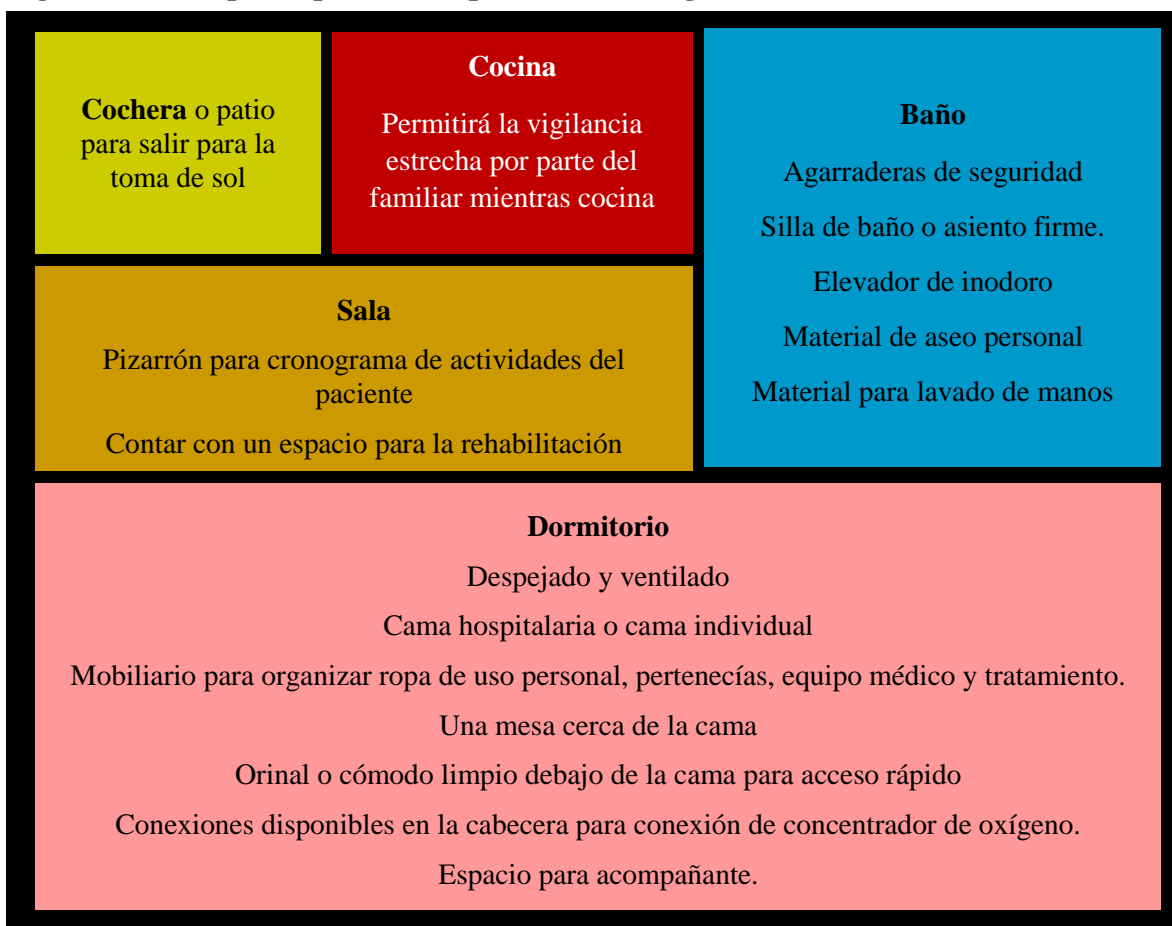 Cochera o patio
para salir para la
toma de sol
Cocina
Permitirá la vigilancia
estrecha por parte del
familiar mientras cocina
Baño
Agarraderas de seguridad
Silla de baño o asiento firme.
Elevador de inodoro
Material de aseo personal
Material para lavado de manos
Sala
Pizarrón para cronograma de actividades del
paciente
Contar con un espacio para la rehabilitación
Dormitorio
Despejado y ventilado
Cama hospitalaria o cama individual
Mobiliario para organizar ropa de uso personal, pertenecías, equipo médico y tratamiento.
Una mesa cerca de la cama
Orinal o cómodo limpio debajo de la cama para acceso rápido
Conexiones disponibles en la cabecera para conexión de concentrador de oxígeno.
Espacio para acompañante.